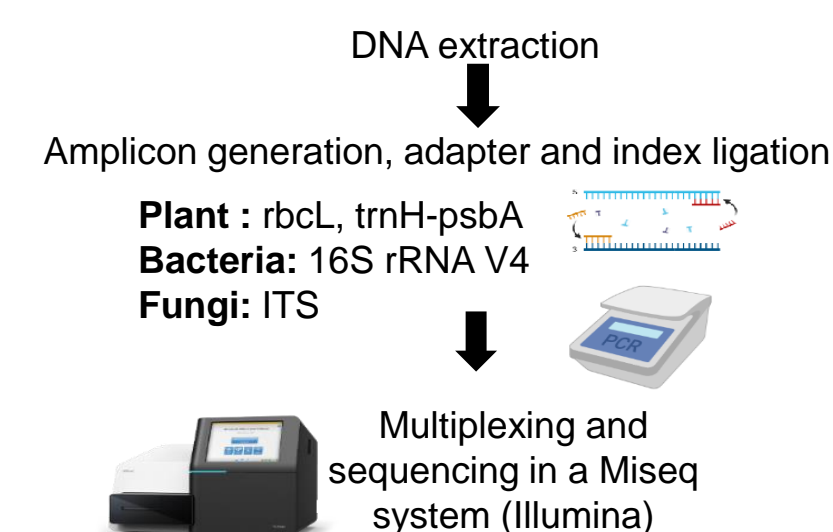 DNA extraction
Amplicon generation, adapter and index ligation
Plant : rbcL, trnH-psbA
Bacteria: 16S rRNA V4
Fungi: ITS
PCR
Multiplexing and
sequencing in a Miseq
system (Illumina)